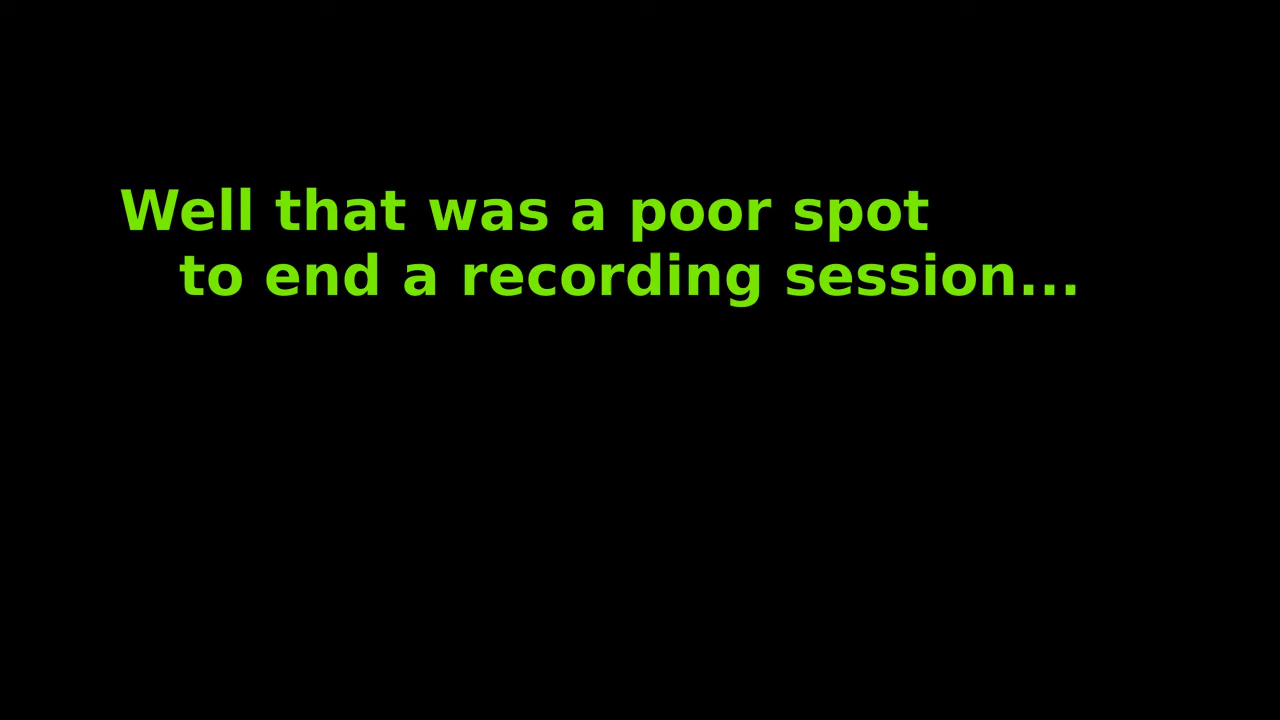 Well that was a poor spot
to end a recording session...